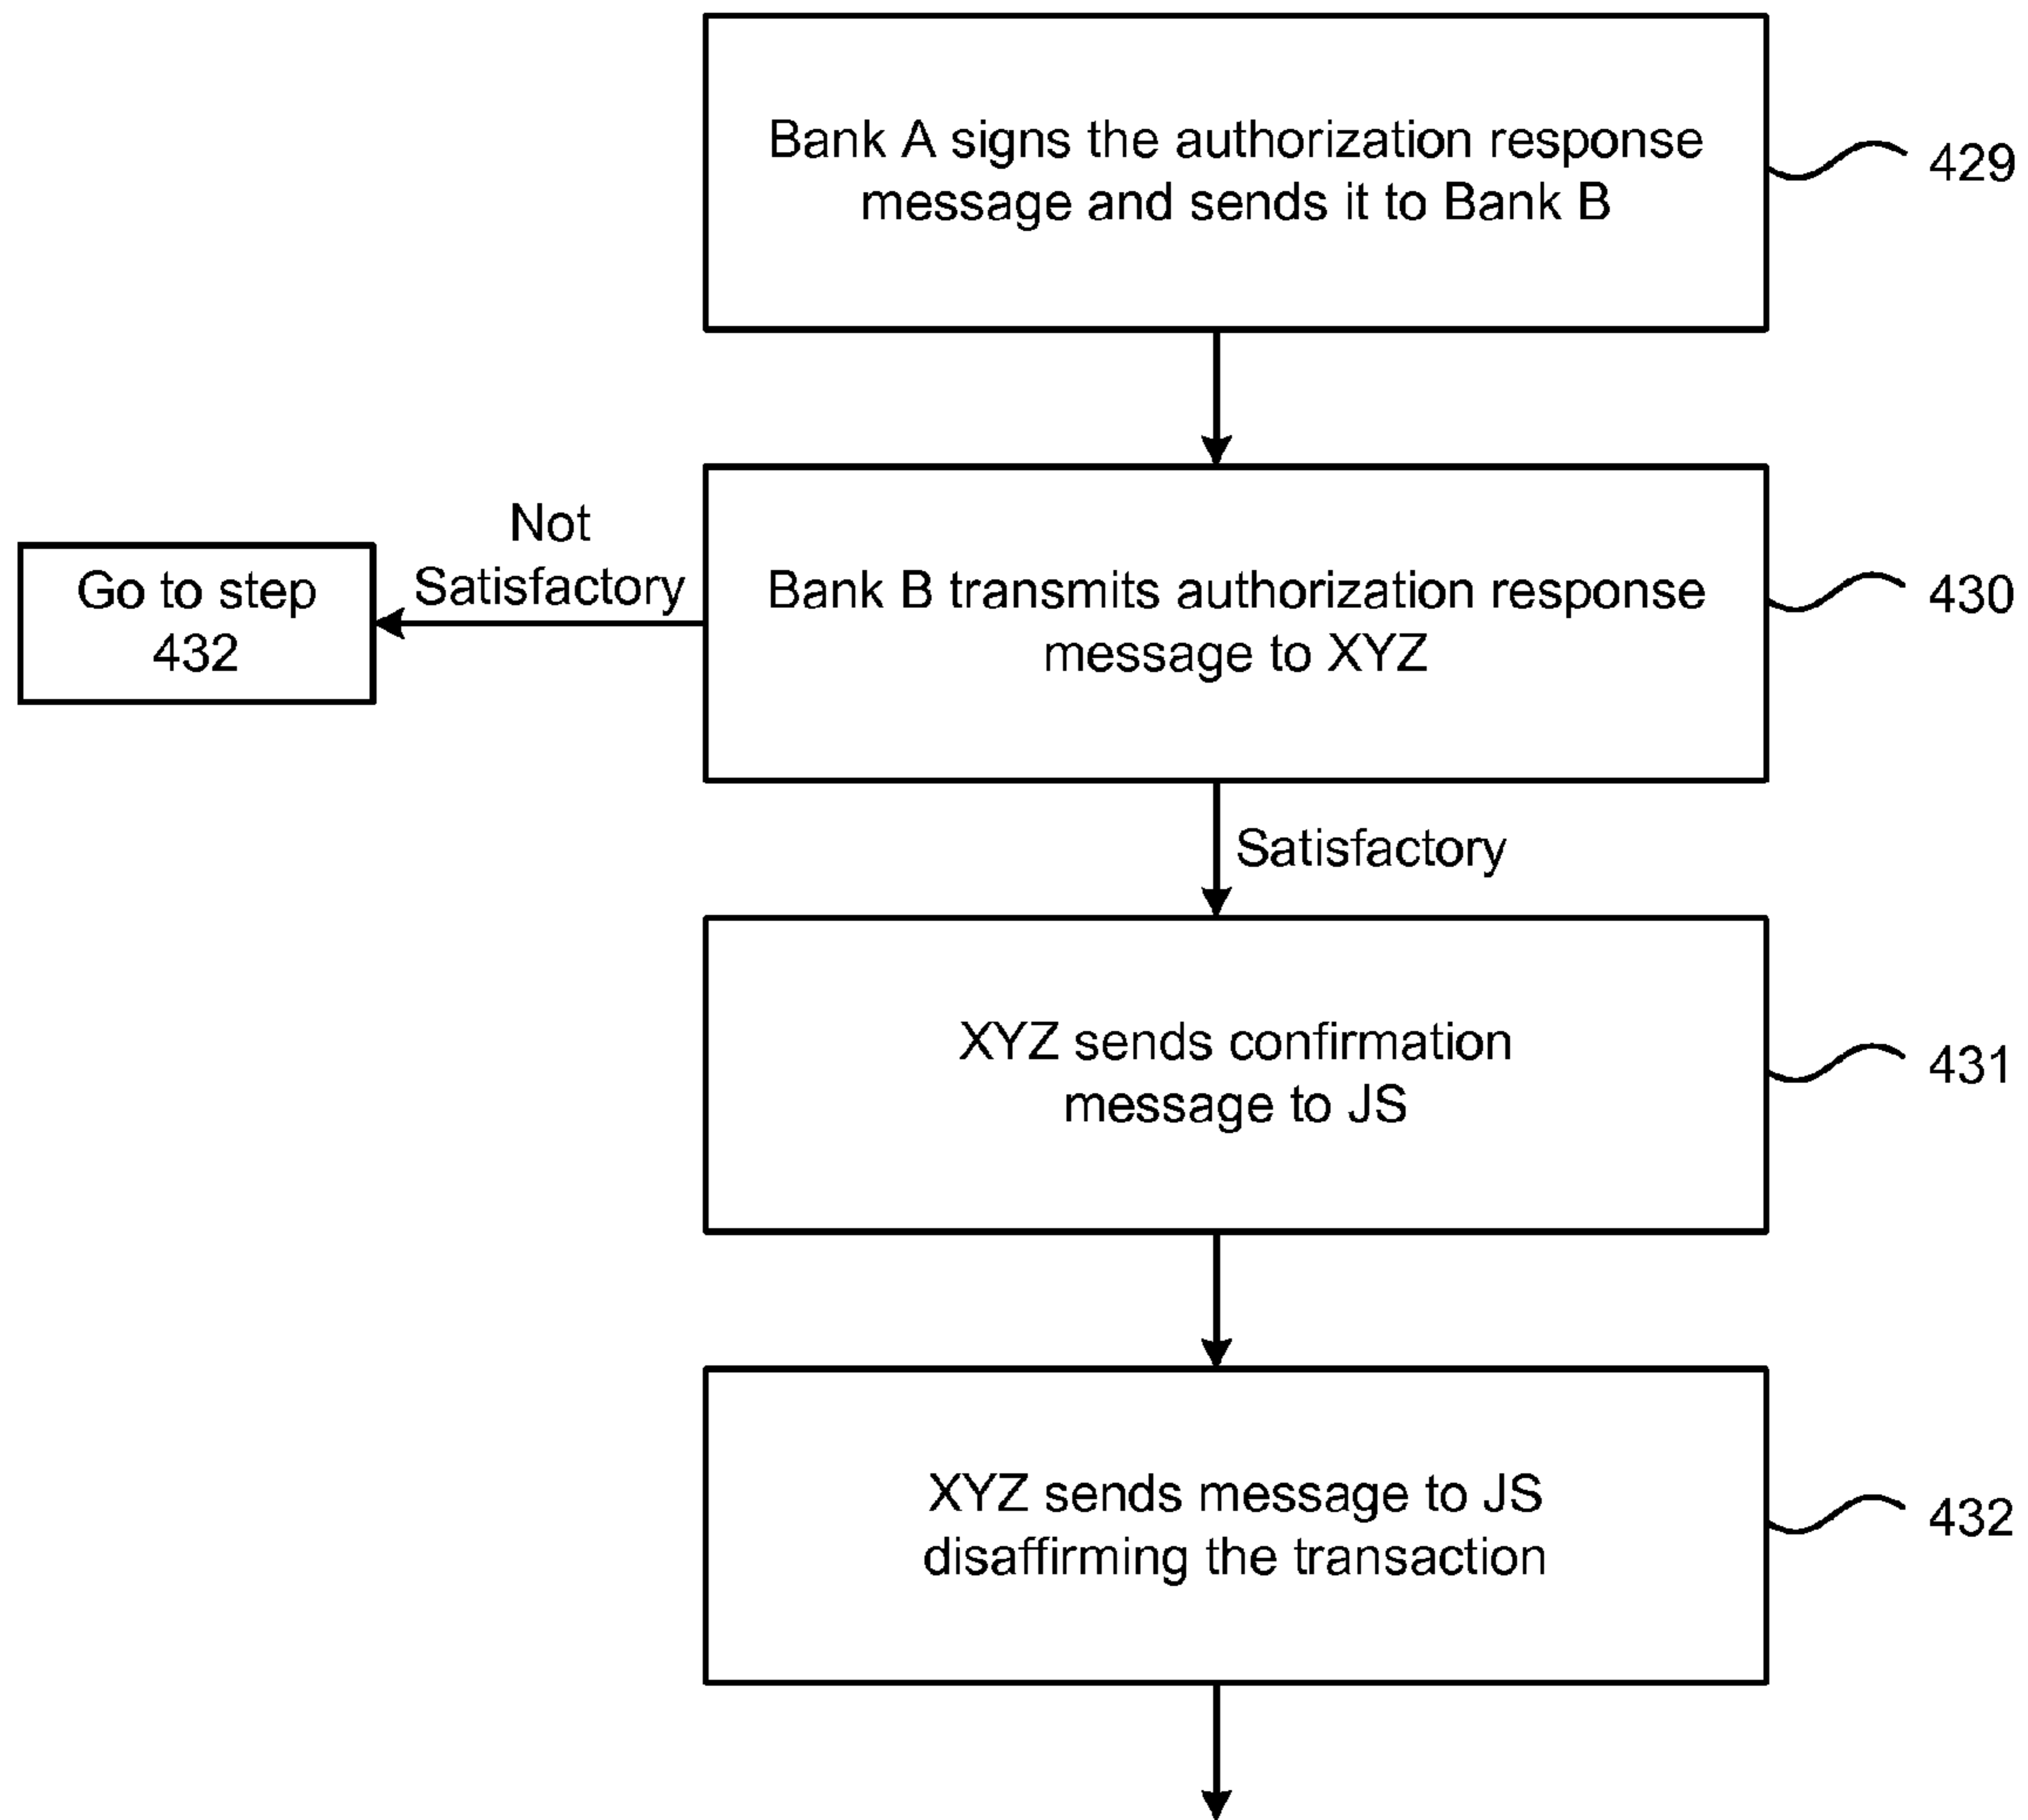 Bank A signs the authorization response
message and sends it to Bank B
429
Not
Satisfactory
Go to step
432
Bank B transmits authorization response
message to XYZ
430
Satisfactory
XYZ sends confirmation
message to JS
431
XYZ sends message to JS
disaffirming the transaction
432